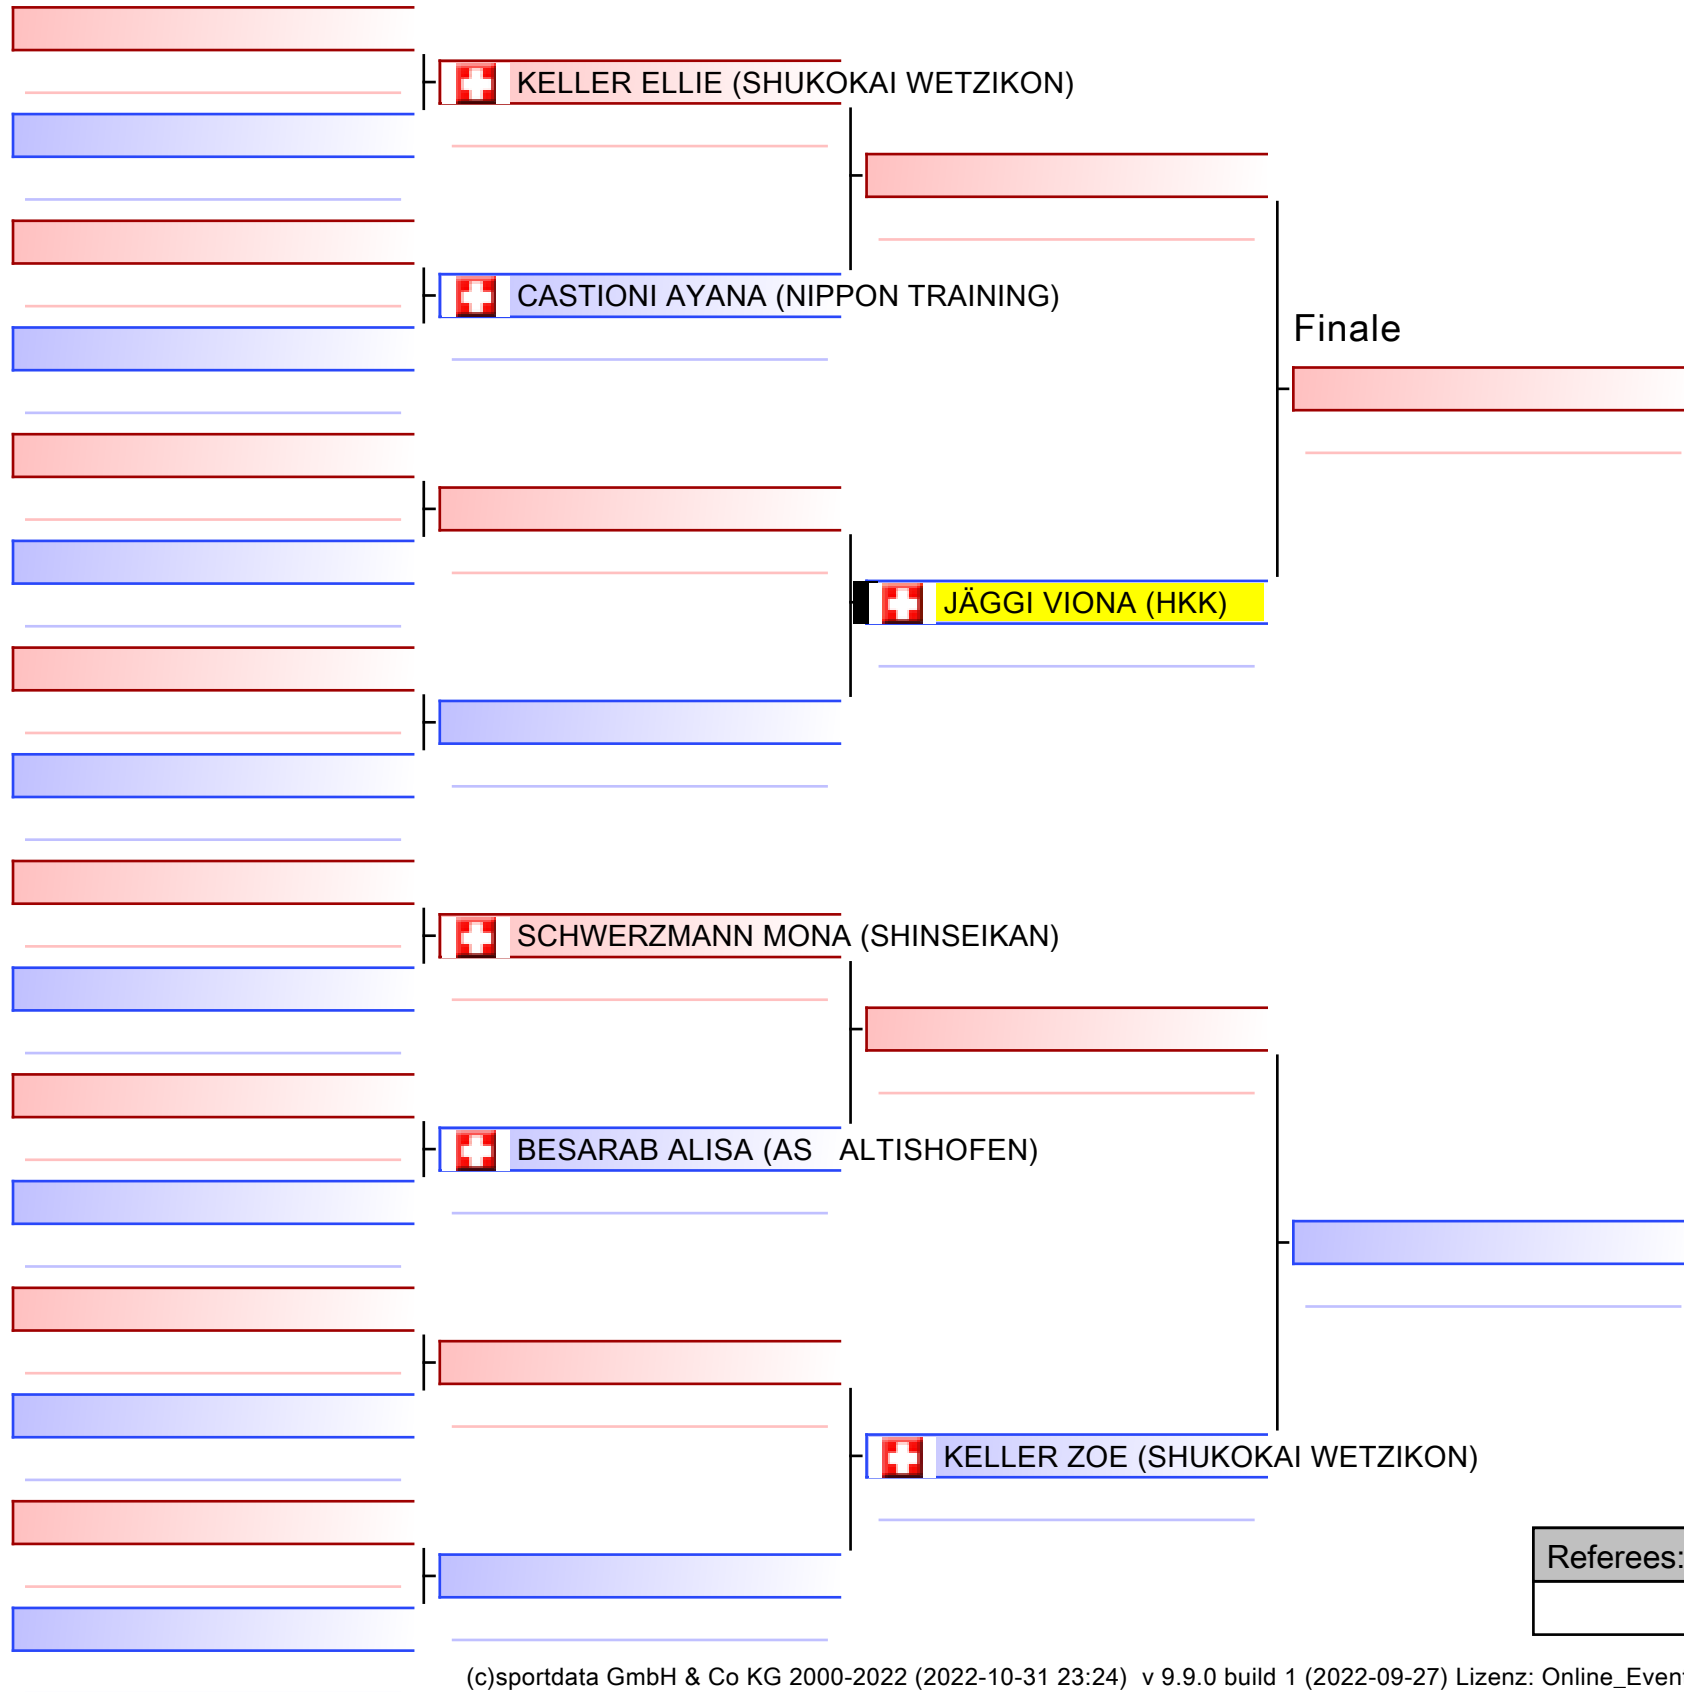 KELLER ELLIE (SHUKOKAI WETZIKON)
CASTIONI AYANA (NIPPON TRAINING)
Finale
JÄGGI VIONA (HKK)
SCHWERZMANN MONA (SHINSEIKAN)
BESARAB ALISA (AS ALTISHOFEN)
KELLER ZOE (SHUKOKAI WETZIKON)
Referees:
(c)sportdata GmbH & Co KG 2000-2022 (2022-10-31 23:24) v 9.9.0 build 1 (2022-09-27) Lizenz: Online_Event